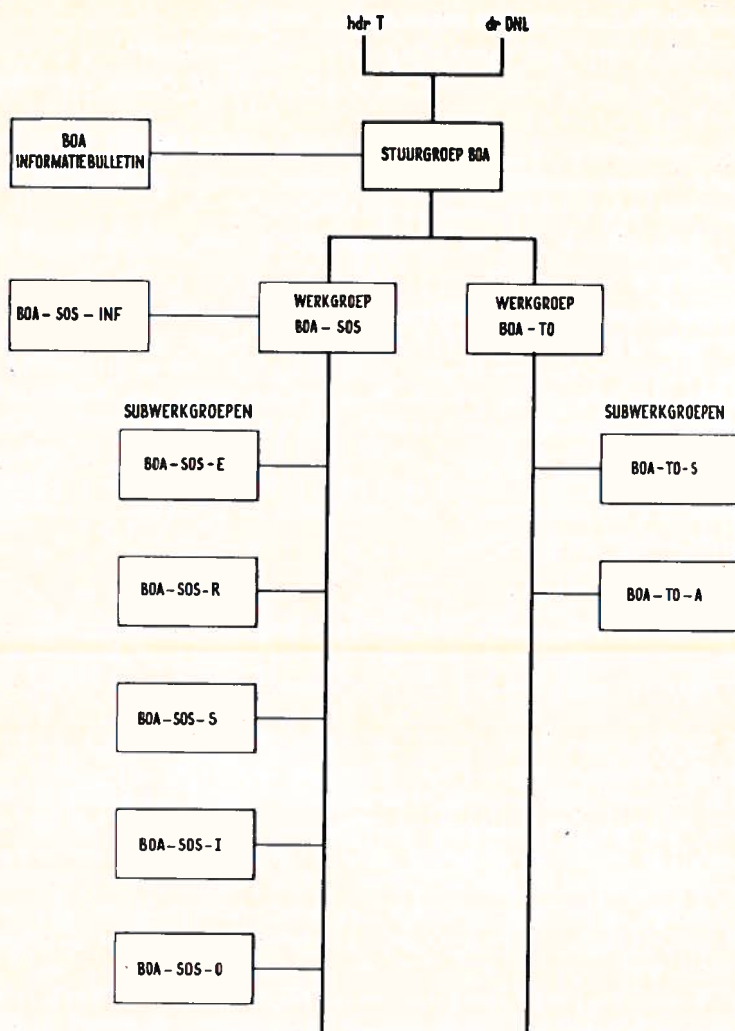 hdr T
dr DNL
BOA
INFORMATIEBULLETIN
STUURGROEP BOA
BOA - SOS - INF
WERKGROEP
BOA - SOS
WERKGROEP
BOA - TO
SUBWERKGROEPEN
BOA - SOS - E
BOA - SOS - R
BOA - SOS - S
BOA - SOS - I
BOA - SOS - O
SUBWERKGROEPEN
BOA - TO - S
BOA - TO - A